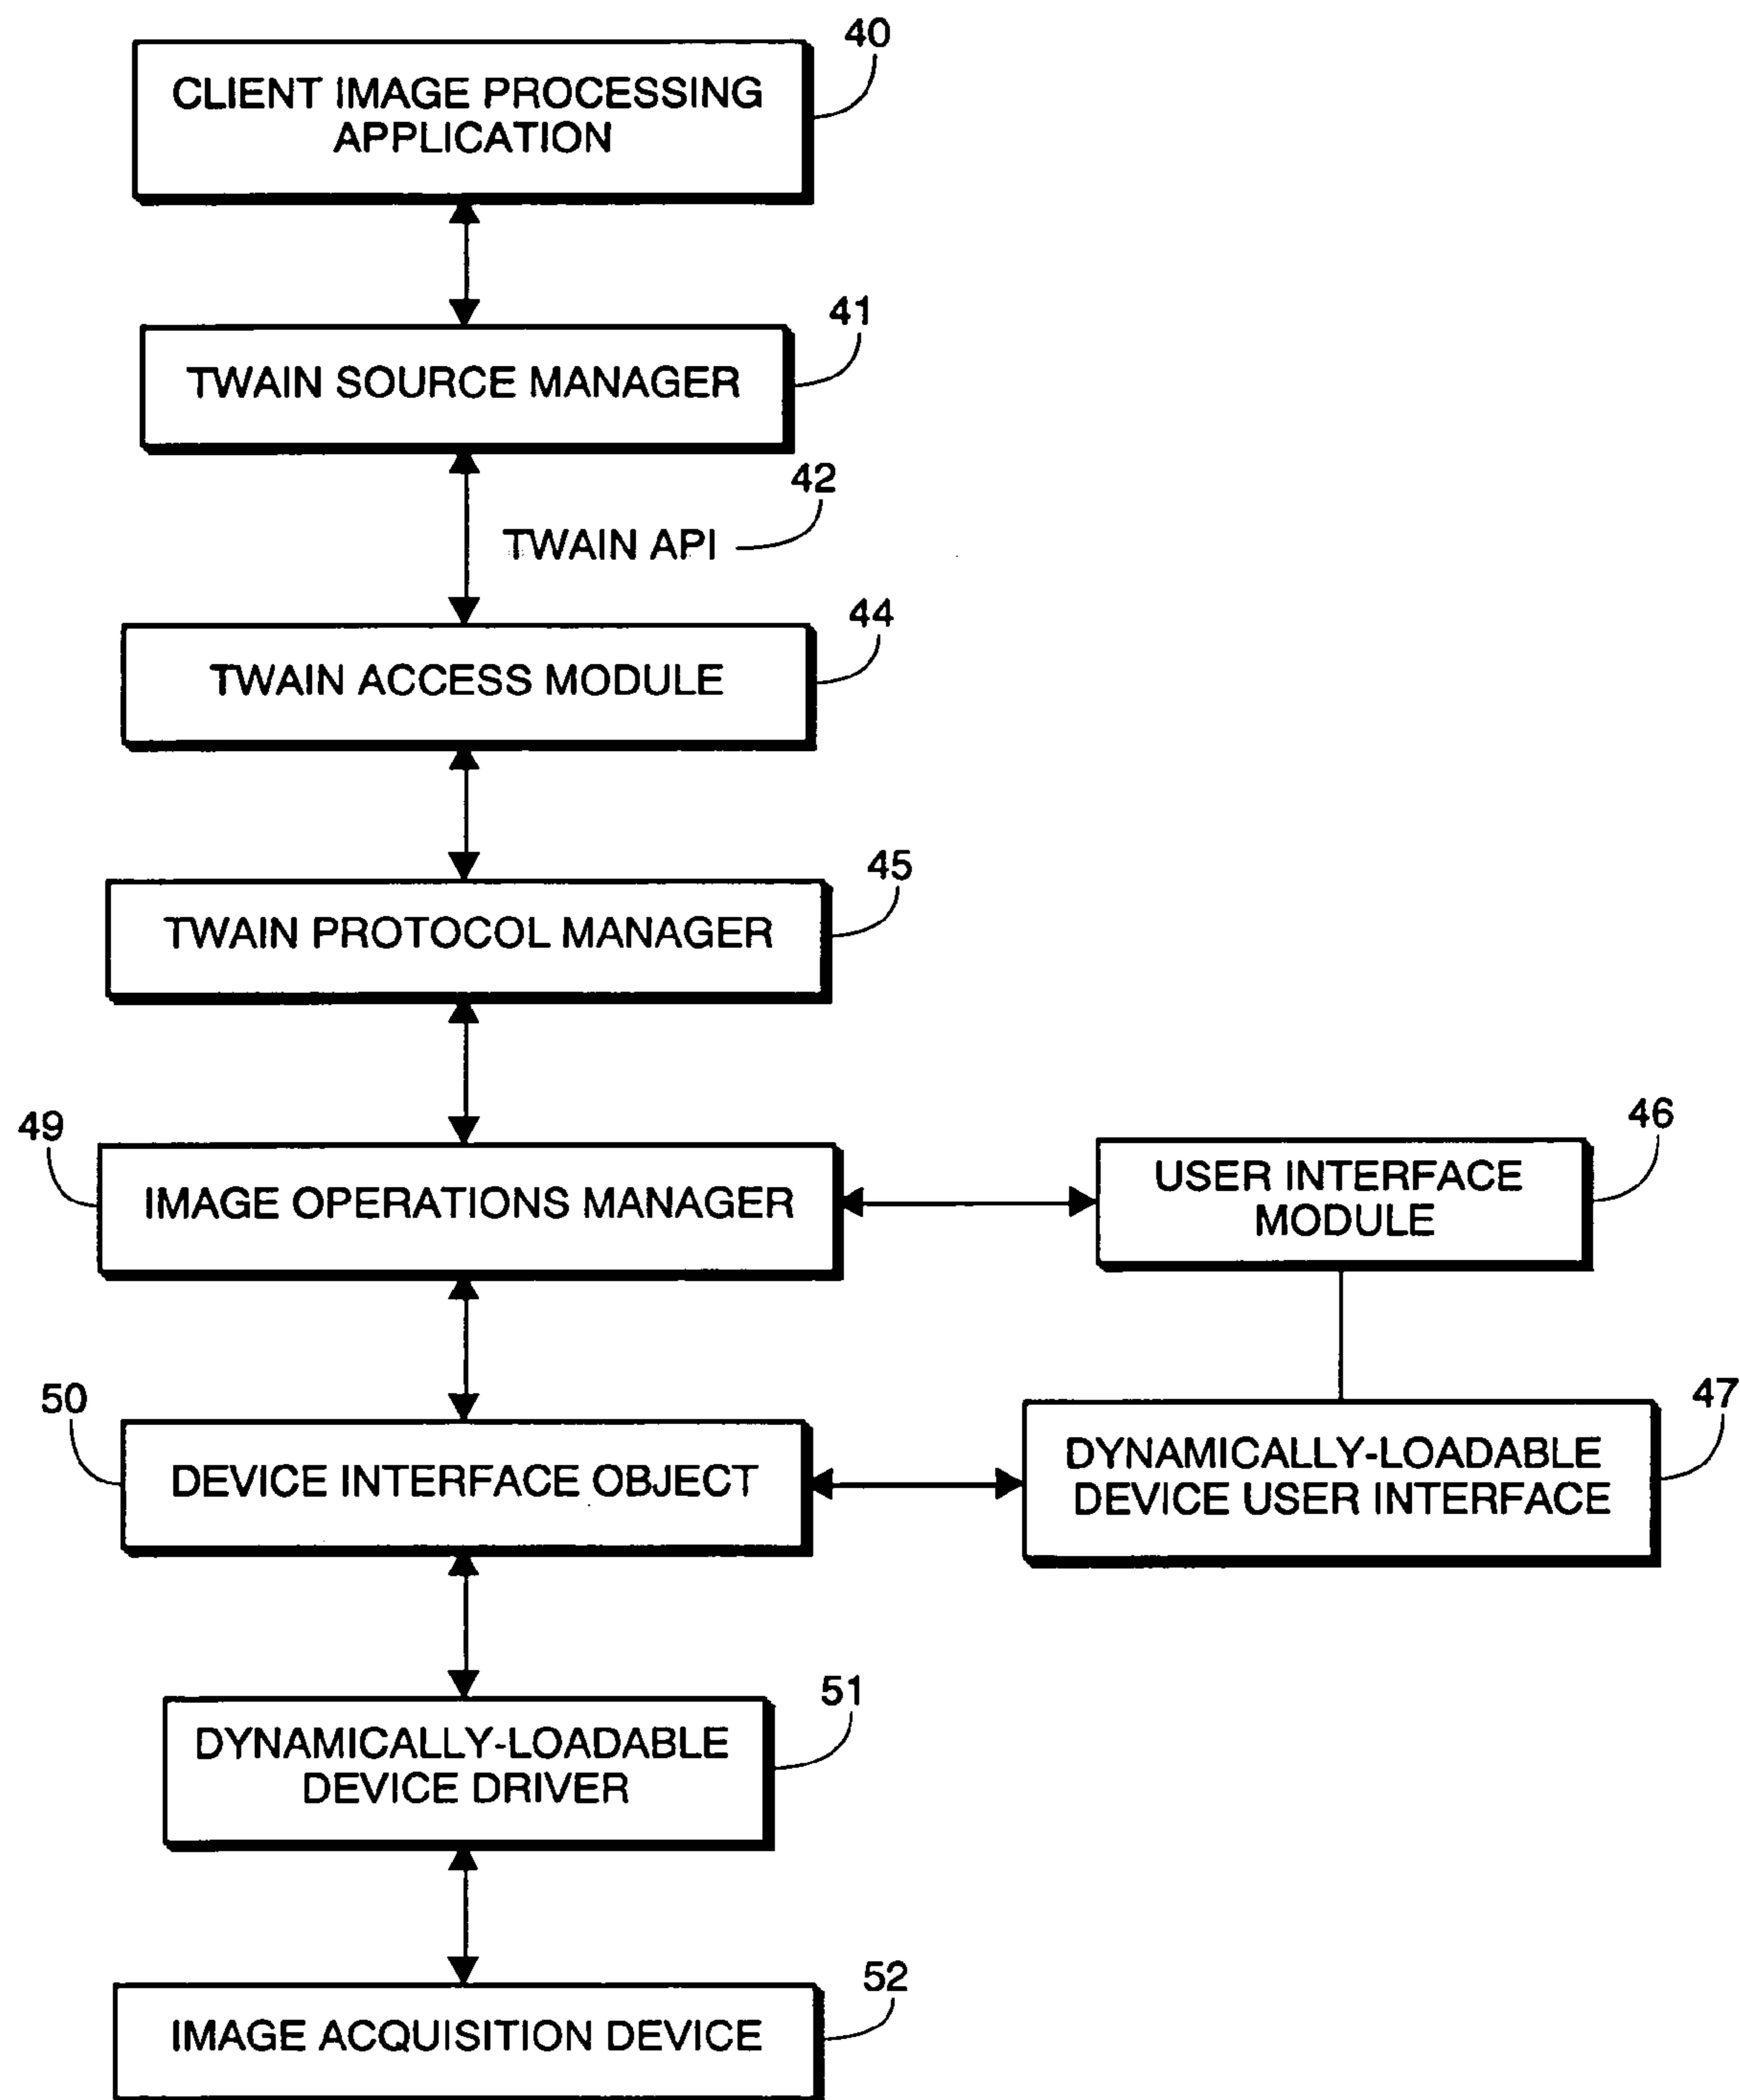 40
CLIENT IMAGE PROCESSING
APPLICATION
41
TWAIN SOURCE MANAGER
42
TWAIN API
44
TWAIN ACCESS MODULE
45
TWAIN PROTOCOL MANAGER
49
IMAGE OPERATIONS MANAGER
46
USER INTERFACE
MODULE
50
DEVICE INTERFACE OBJECT
47
DYNAMICALLY-LOADABLE
DEVICE USER INTERFACE
51
DYNAMICALLY-LOADABLE
DEVICE DRIVER
52
IMAGE ACQUISITION DEVICE